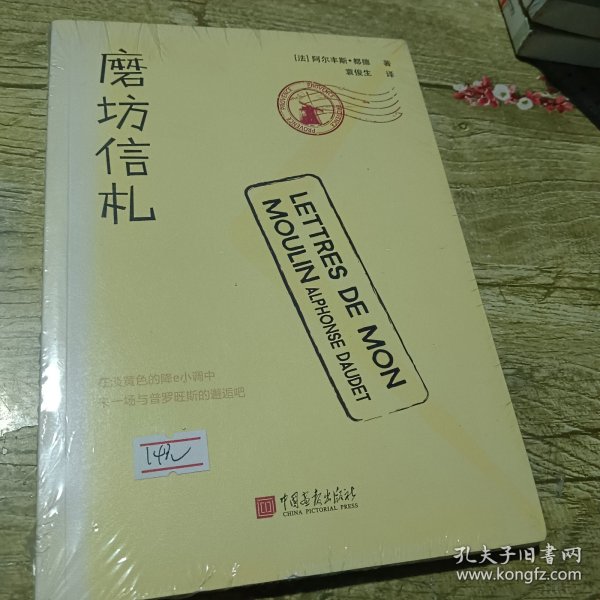 [法] 阿尔丰斯·都德 著
袁俊生 译
磨坊信札
PROVENCE
LETTRES DE MON
MOULIN ALPHONSE DAUDET
在淡黄色的降e小调中
来一场与普罗旺斯的邂逅吧
中国画报出版社
CHINA PICTORIAL PRESS
孔夫子旧书网
www.kongfz.com